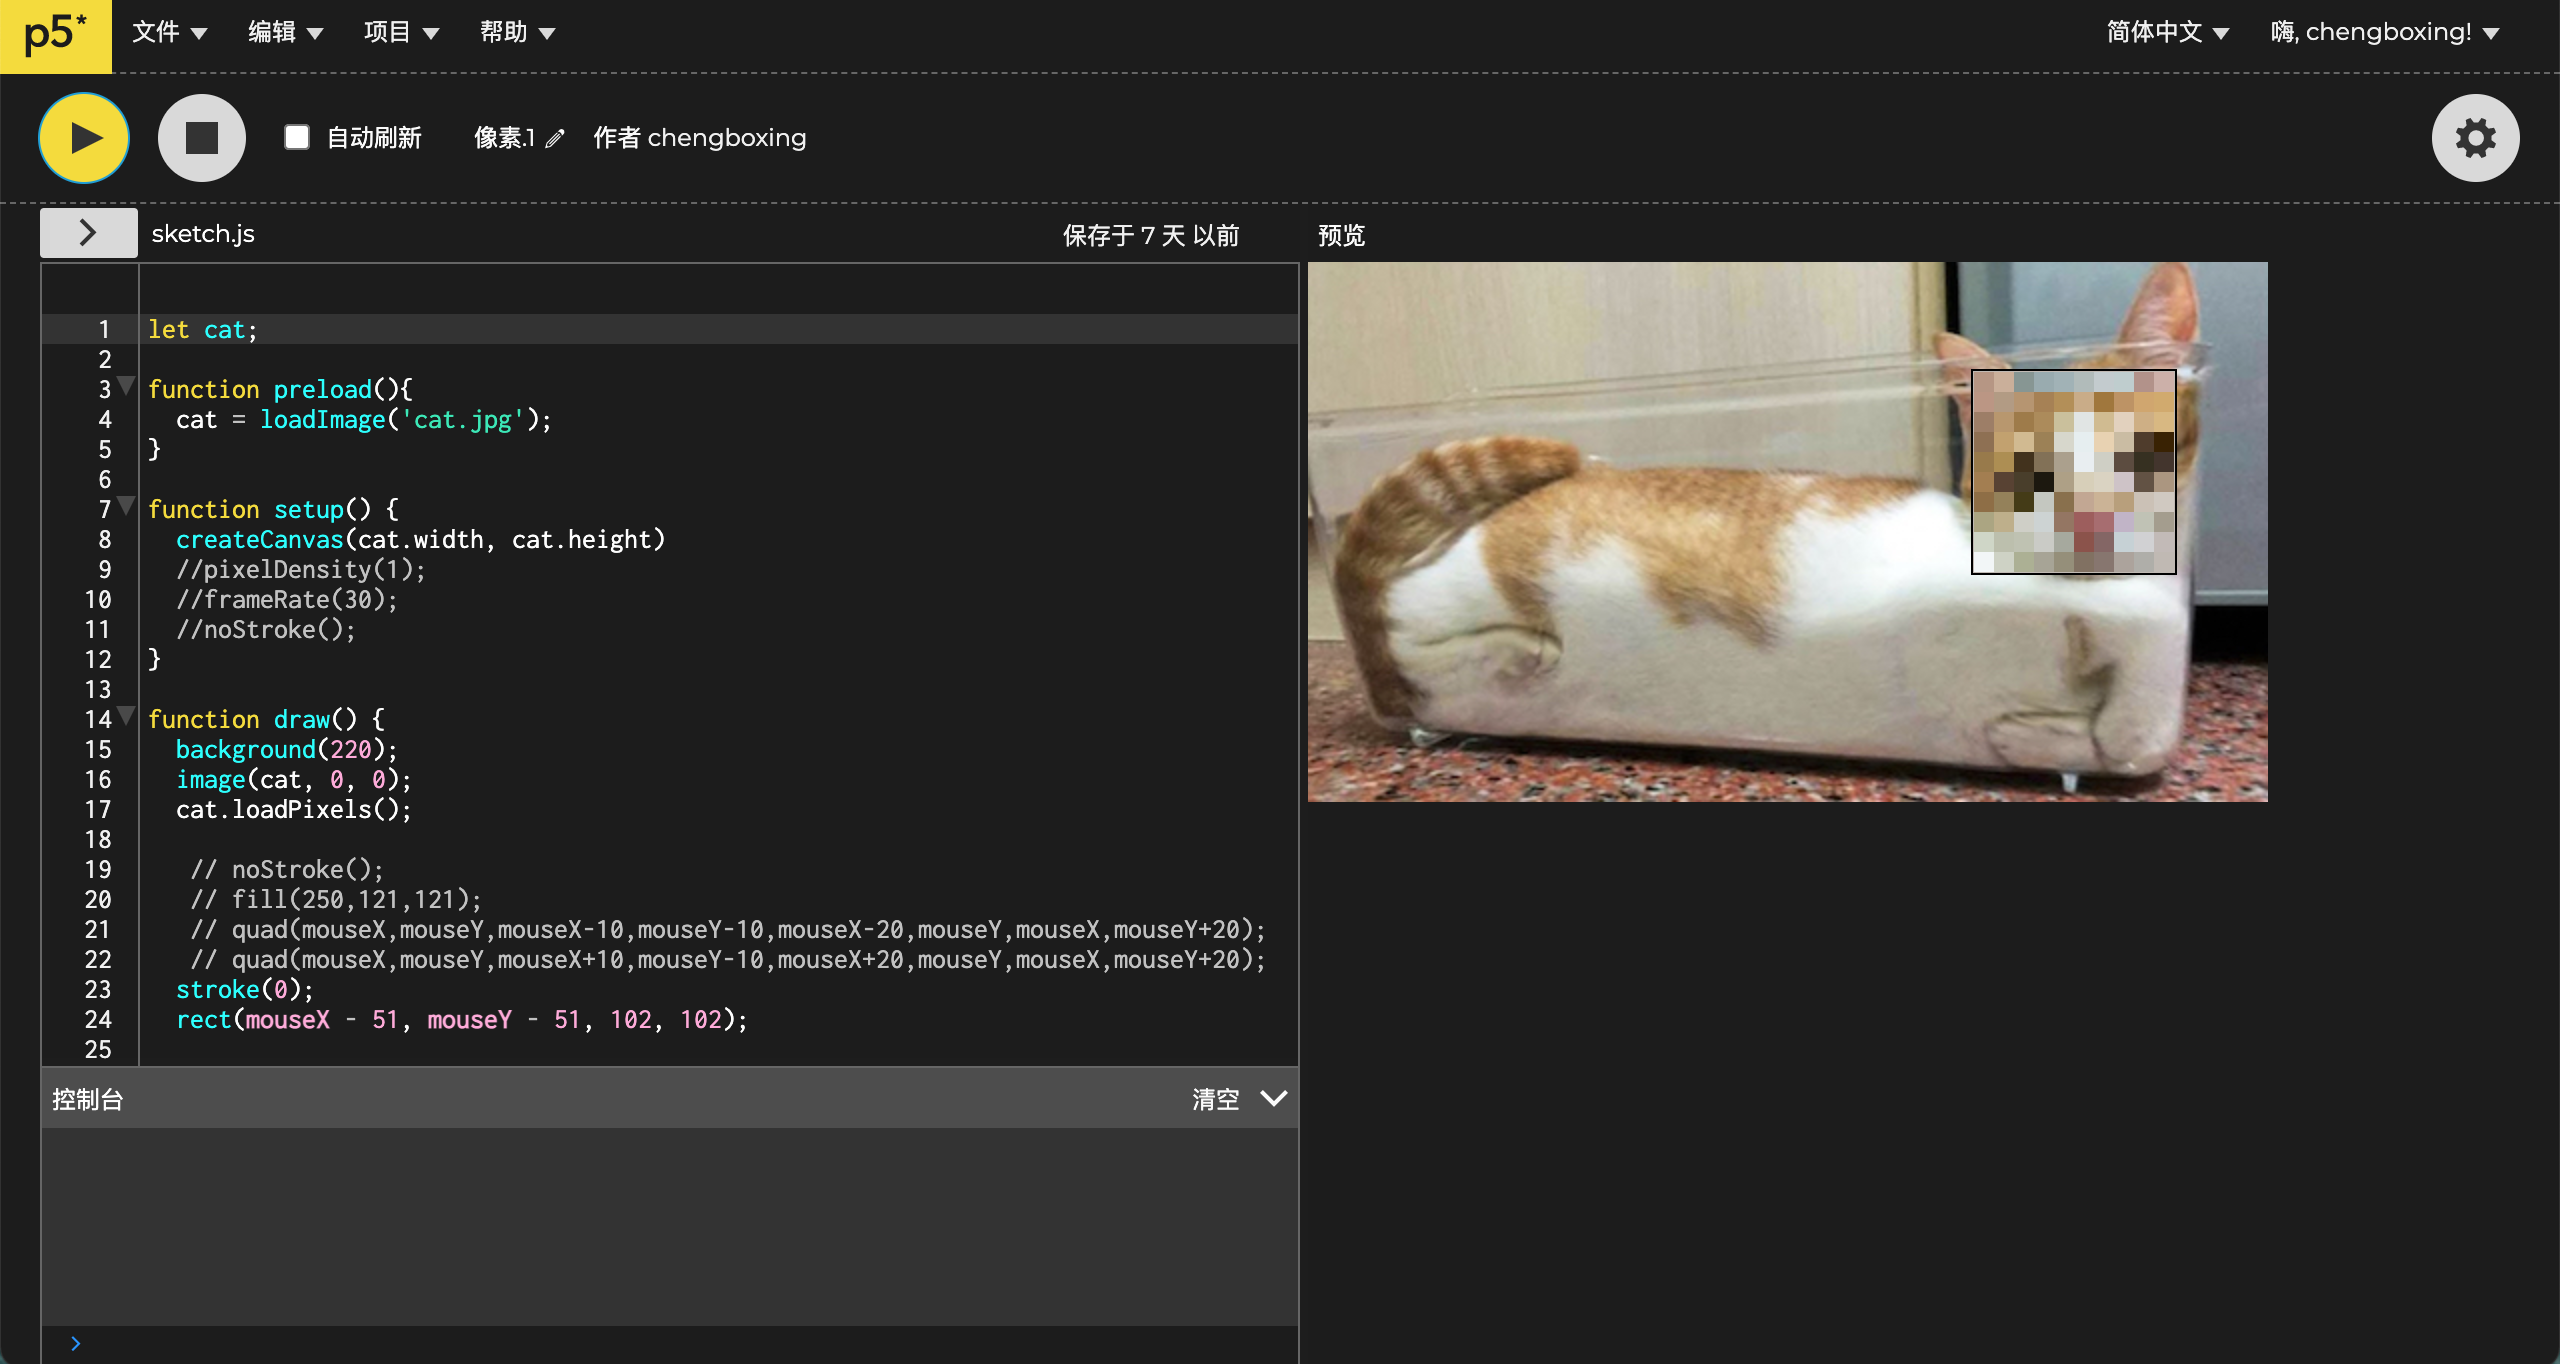 p5* 文件 编辑 项目 帮助 简体中文 嗨, chengboxing!
自动刷新 像素.1 作者 chengboxing
sketch.js 保存于 7 天 以前 预览
1 let cat;
2
3 function preload(){
4 cat = loadImage('cat.jpg');
5 }
6
7 function setup() {
8 createCanvas(cat.width, cat.height)
9 //pixelDensity(1);
10 //frameRate(30);
11 //noStroke();
12 }
13
14 function draw() {
15 background(220);
16 image(cat, 0, 0);
17 cat.loadPixels();
18
19 // noStroke();
20 // fill(250,121,121);
21 // quad(mouseX,mouseY,mouseX-10,mouseY-10,mouseX-20,mouseY,mouseX,mouseY+20);
22 // quad(mouseX,mouseY,mouseX+10,mouseY-10,mouseX+20,mouseY,mouseX,mouseY+20);
23 stroke(0);
24 rect(mouseX - 51, mouseY - 51, 102, 102);
25
控制台 清空